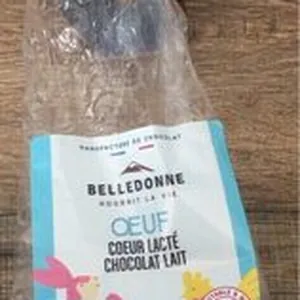 MANUFACTURE DE CHOCOLAT
BELLEDONNE
NOURRIT LA VIE
ŒUF
COEUR LACTÉ
CHOCOLAT LAIT